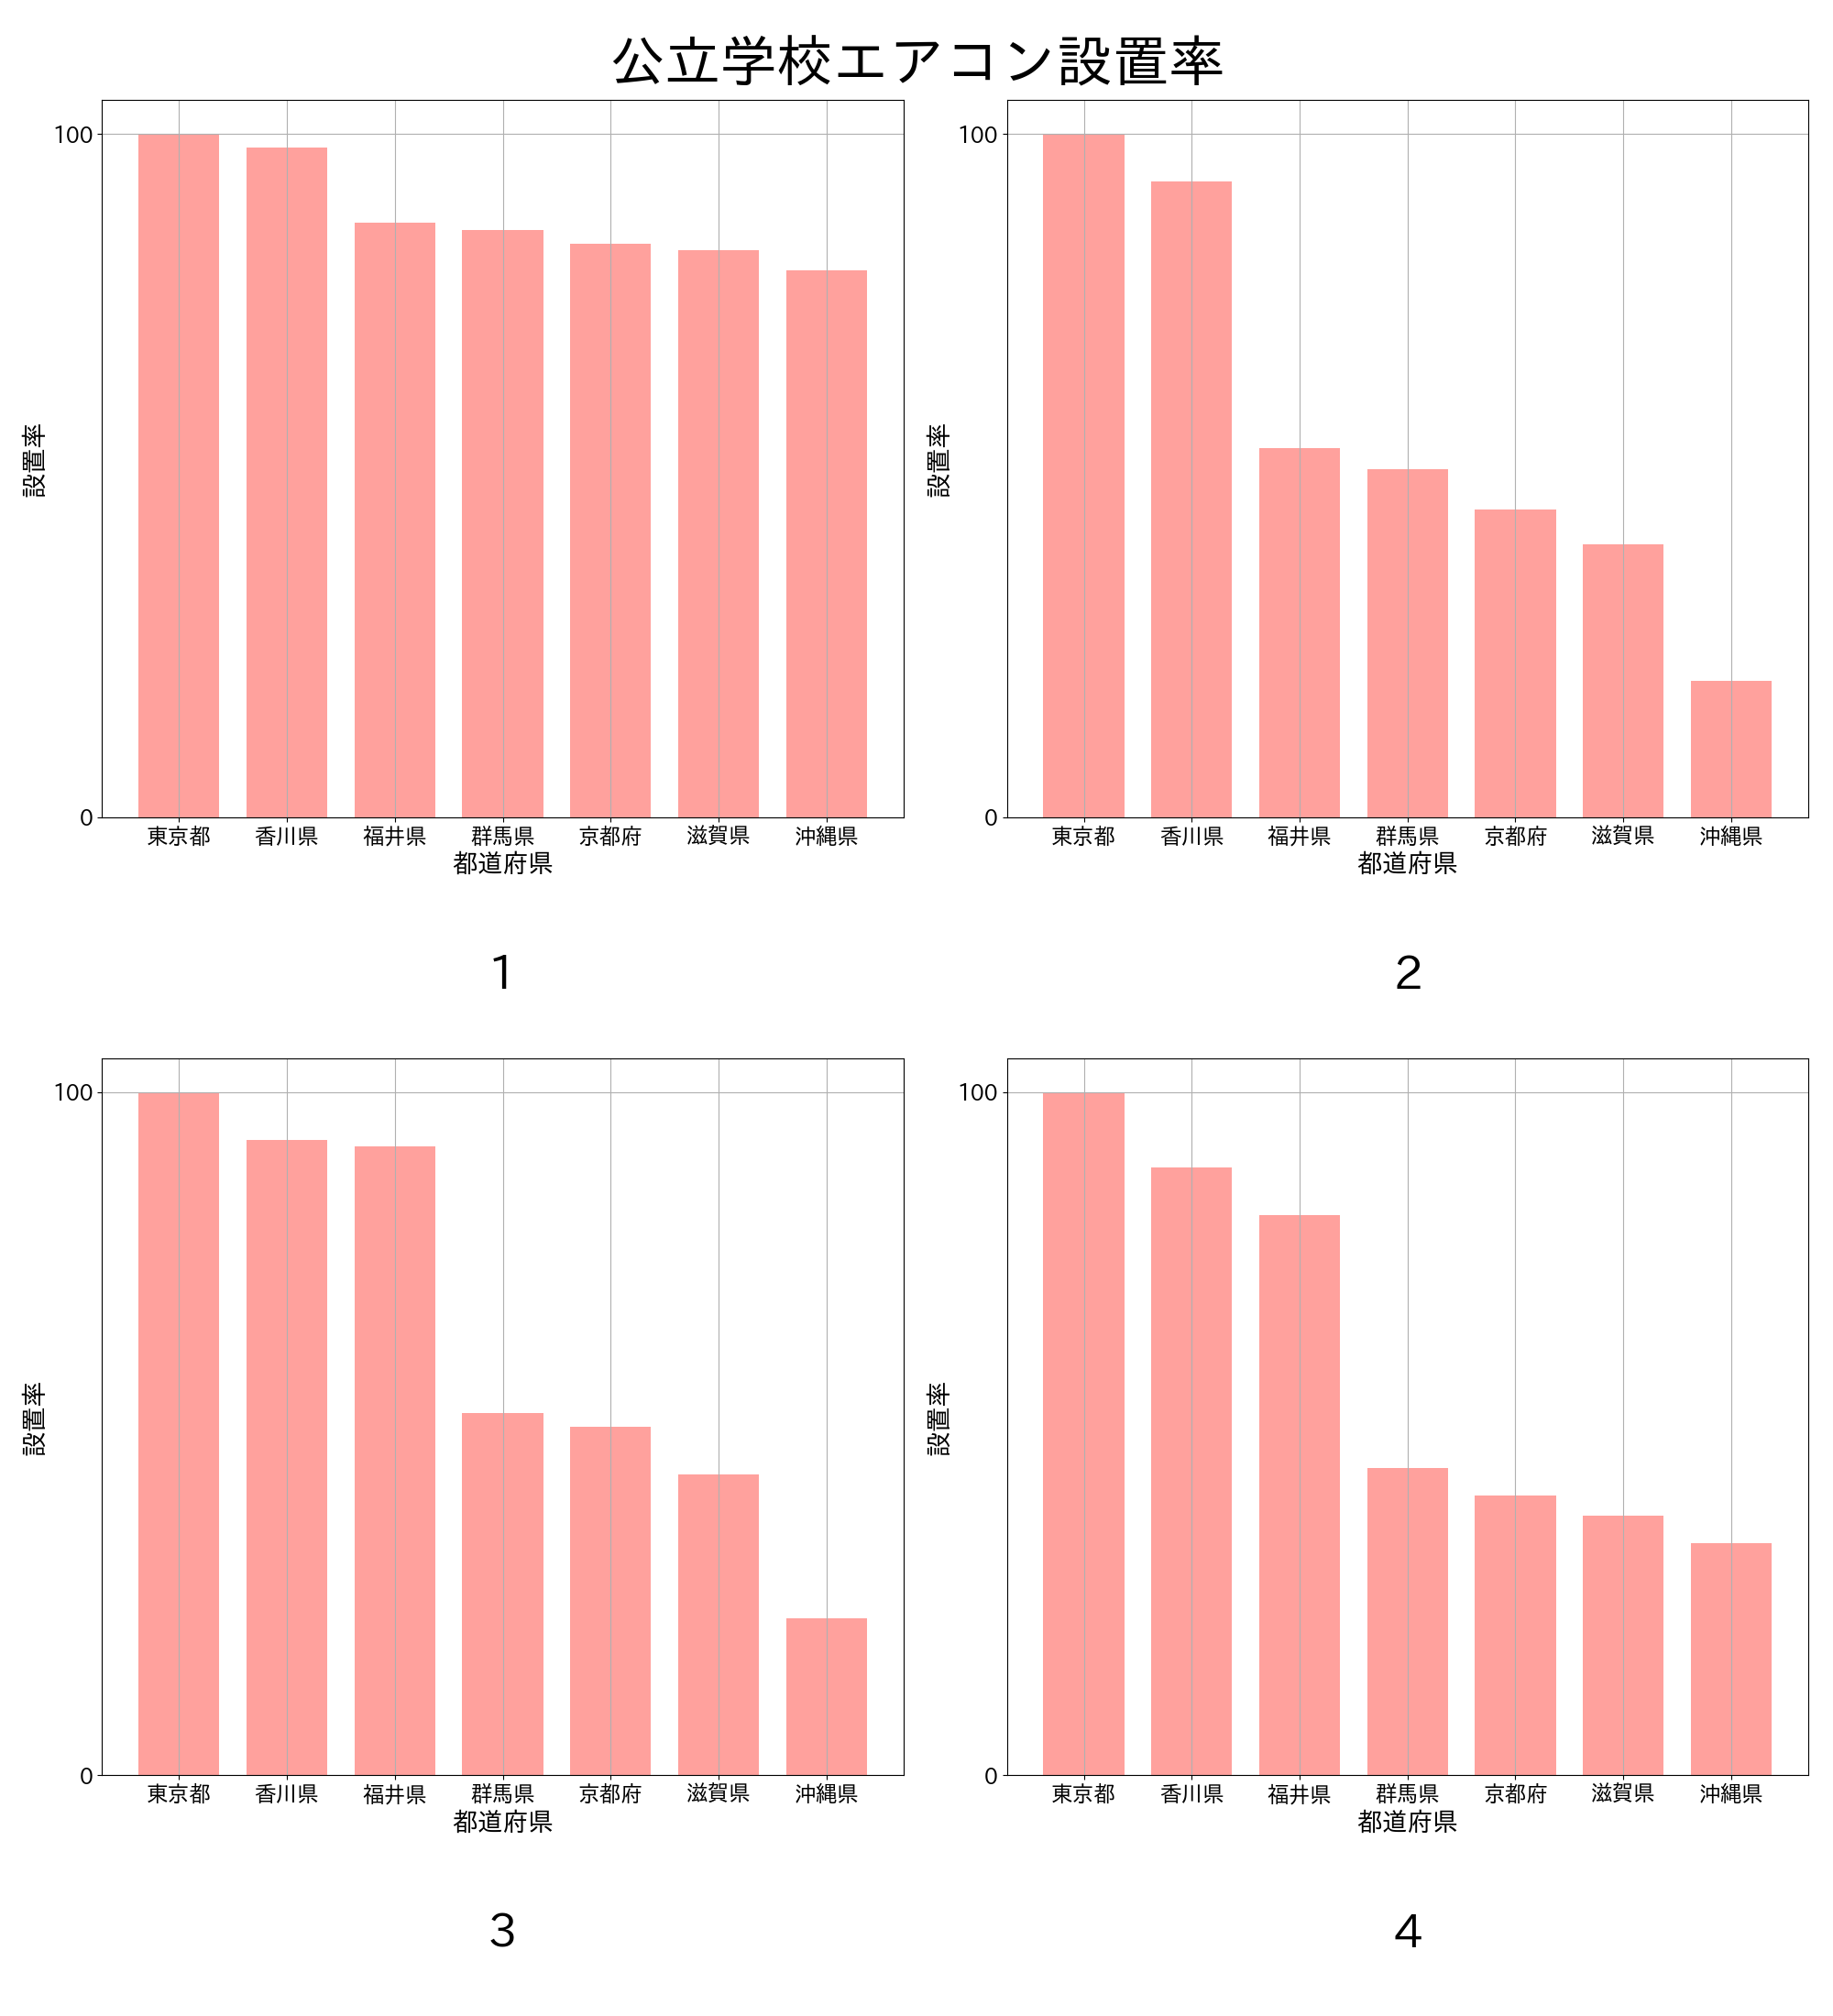 公立学校エアコン設置率
100
0
設置率
東京都 香川県 福井県 群馬県 京都府 滋賀県 沖縄県
都道府県
1
100
0
設置率
東京都 香川県 福井県 群馬県 京都府 滋賀県 沖縄県
都道府県
2
100
0
設置率
東京都 香川県 福井県 群馬県 京都府 滋賀県 沖縄県
都道府県
3
100
0
設置率
東京都 香川県 福井県 群馬県 京都府 滋賀県 沖縄県
都道府県
4